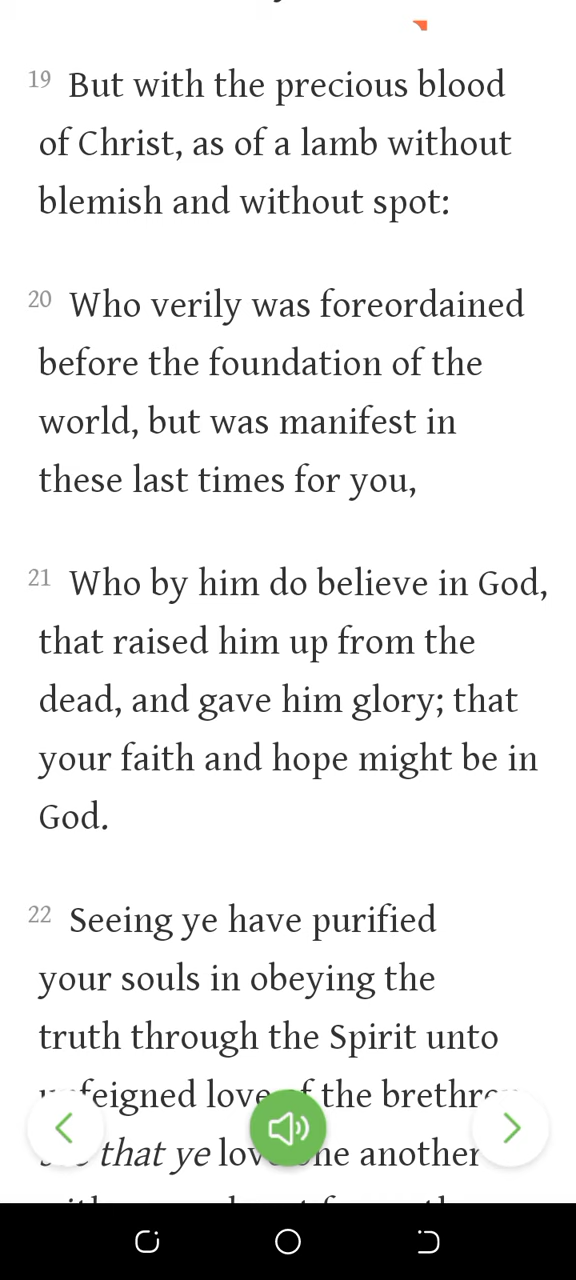 19 But with the precious blood
of Christ, as of a lamb without
blemish and without spot:
20 Who verily was foreordained
before the foundation of the
world, but was manifest in
these last times for you,
21 Who by him do believe in God,
that raised him up from the
dead, and gave him glory; that
your faith and hope might be in
God.
22 Seeing ye have purified
your souls in obeying the
truth through the Spirit unto
love of the
that ye another